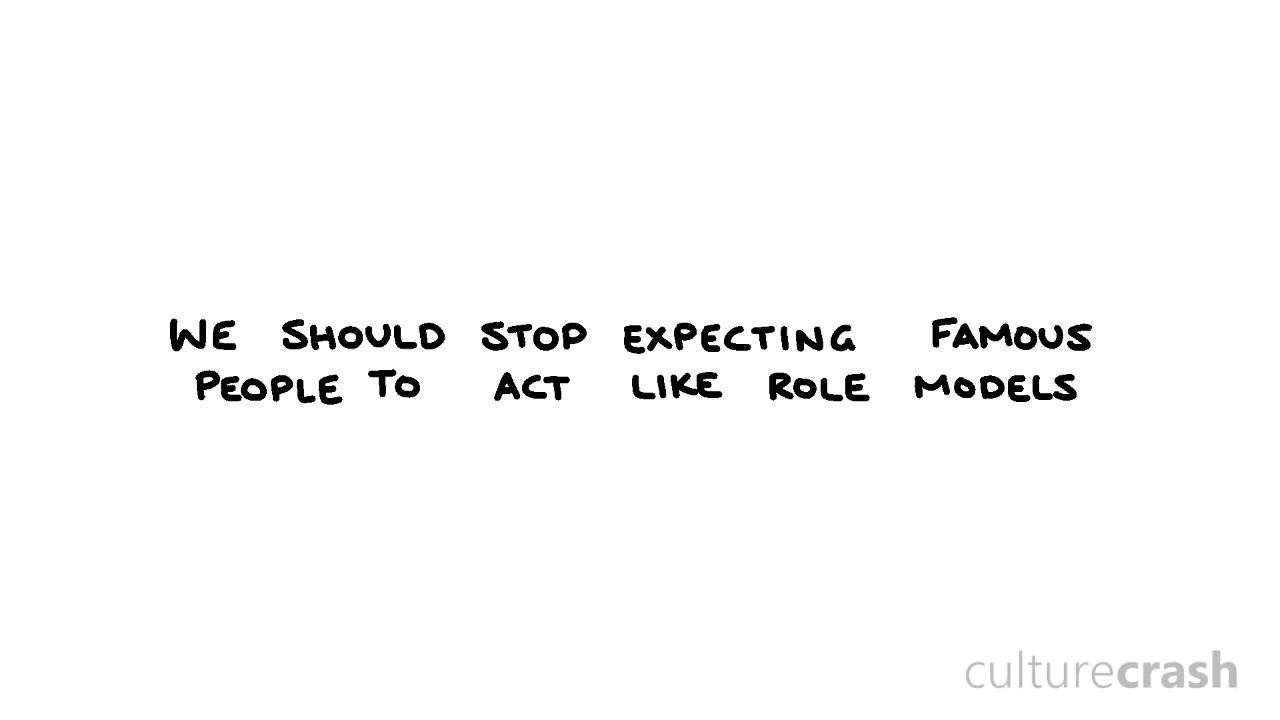 WE SHOULD STOP EXPECTING FAMOUS
PEOPLE TO ACT LIKE ROLE MODELS
culturecrash